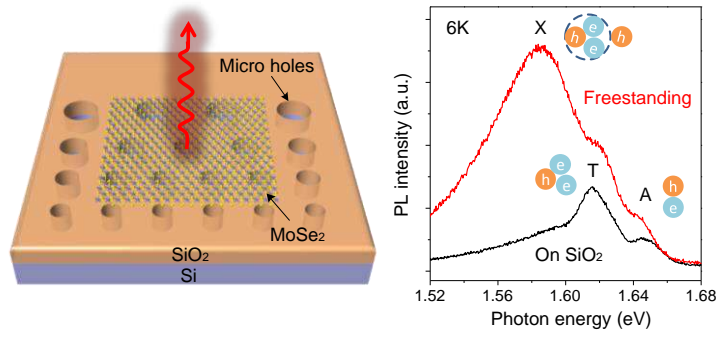 Micro holes
MoSe2
SiO2
Si
6K
X
e
h
h
e
Freestanding
e
h
e
T
A
h
e
On SiO2
PL intensity (a.u.)
1.52
1.56
1.60
1.64
1.68
Photon energy (eV)